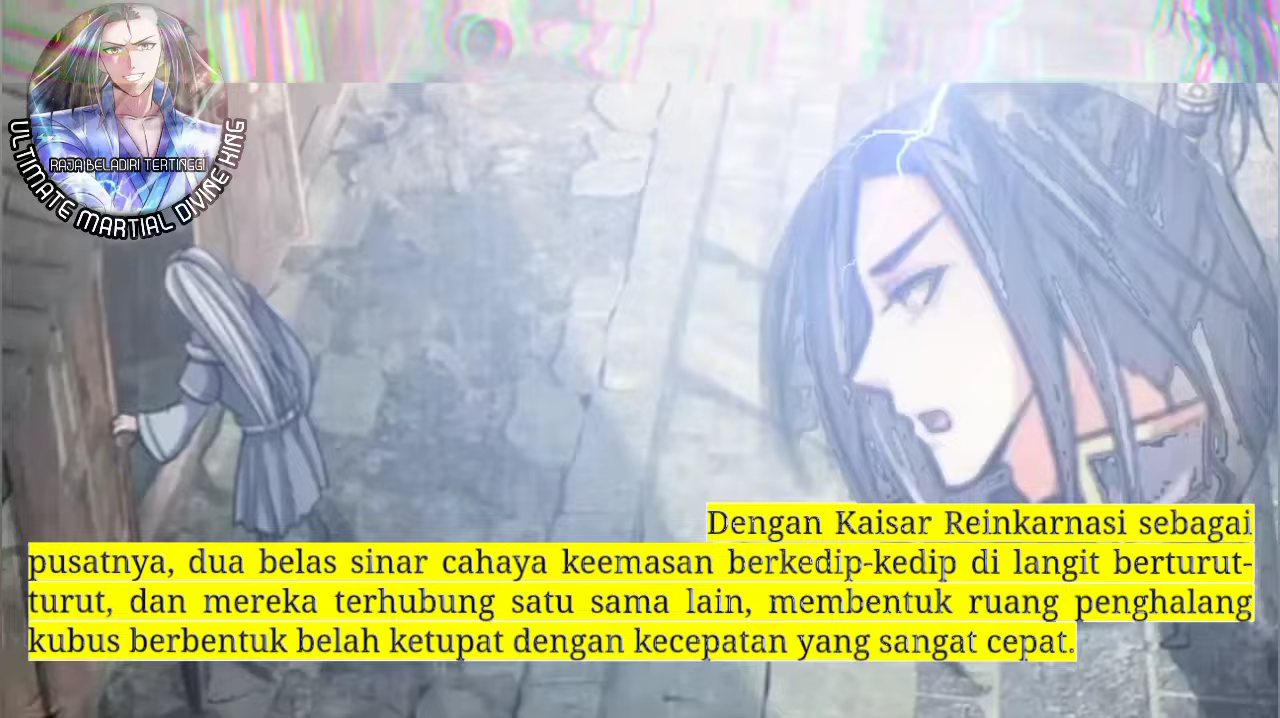 RAJA BELADIRI TERTINGGI
ULTIMATE MARTIAL DIVINE KING
Dengan Kaisar Reinkarnasi sebagai
pusatnya, dua belas sinar cahaya keemasan berkedip-kedip di langit berturut-
turut, dan mereka terhubung satu sama lain, membentuk ruang penghalang
kubus berbentuk belah ketupat dengan kecepatan yang sangat cepat.